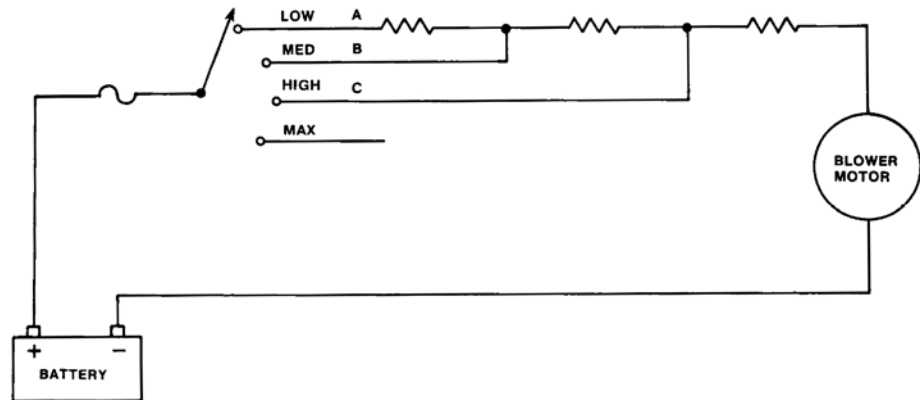 LOW A
MED B
HIGH C
MAX
BLOWER
MOTOR
+ −
BATTERY